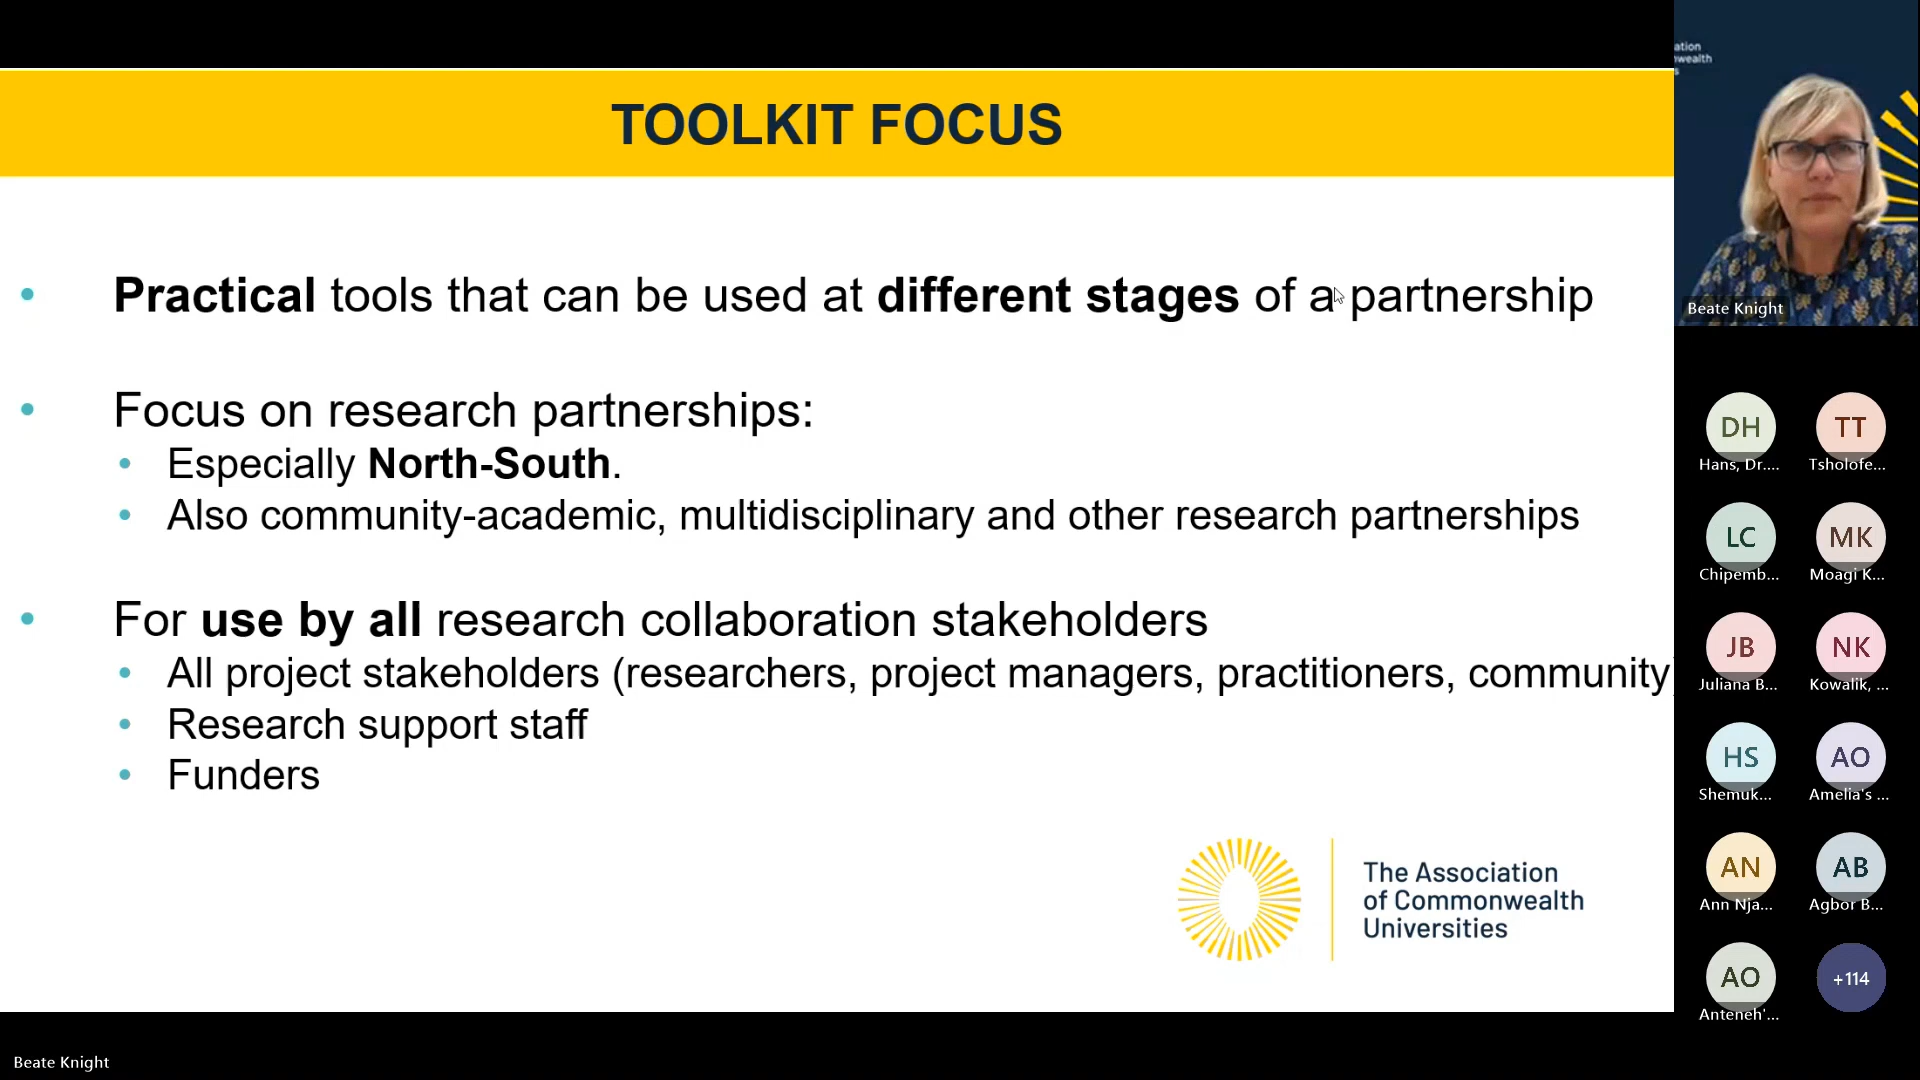 TOOLKIT FOCUS
• Practical tools that can be used at different stages of a partnership
• Focus on research partnerships:
• Especially North-South.
• Also community-academic, multidisciplinary and other research partnerships
• For use by all research collaboration stakeholders
• All project stakeholders (researchers, project managers, practitioners, community)
• Research support staff
• Funders
The Association
of Commonwealth
Universities
ation
wealth
s
Beate Knight
DH
Hans, Dr....
TT
Tsholofe...
LC
Chipemb...
MK
Moagi K...
JB
Juliana B...
NK
Kowalik, ...
HS
Shemuk...
AO
Amelia's ...
AN
Ann Nja...
AB
Agbor B...
AO
Anteneh'...
+114
Beate Knight